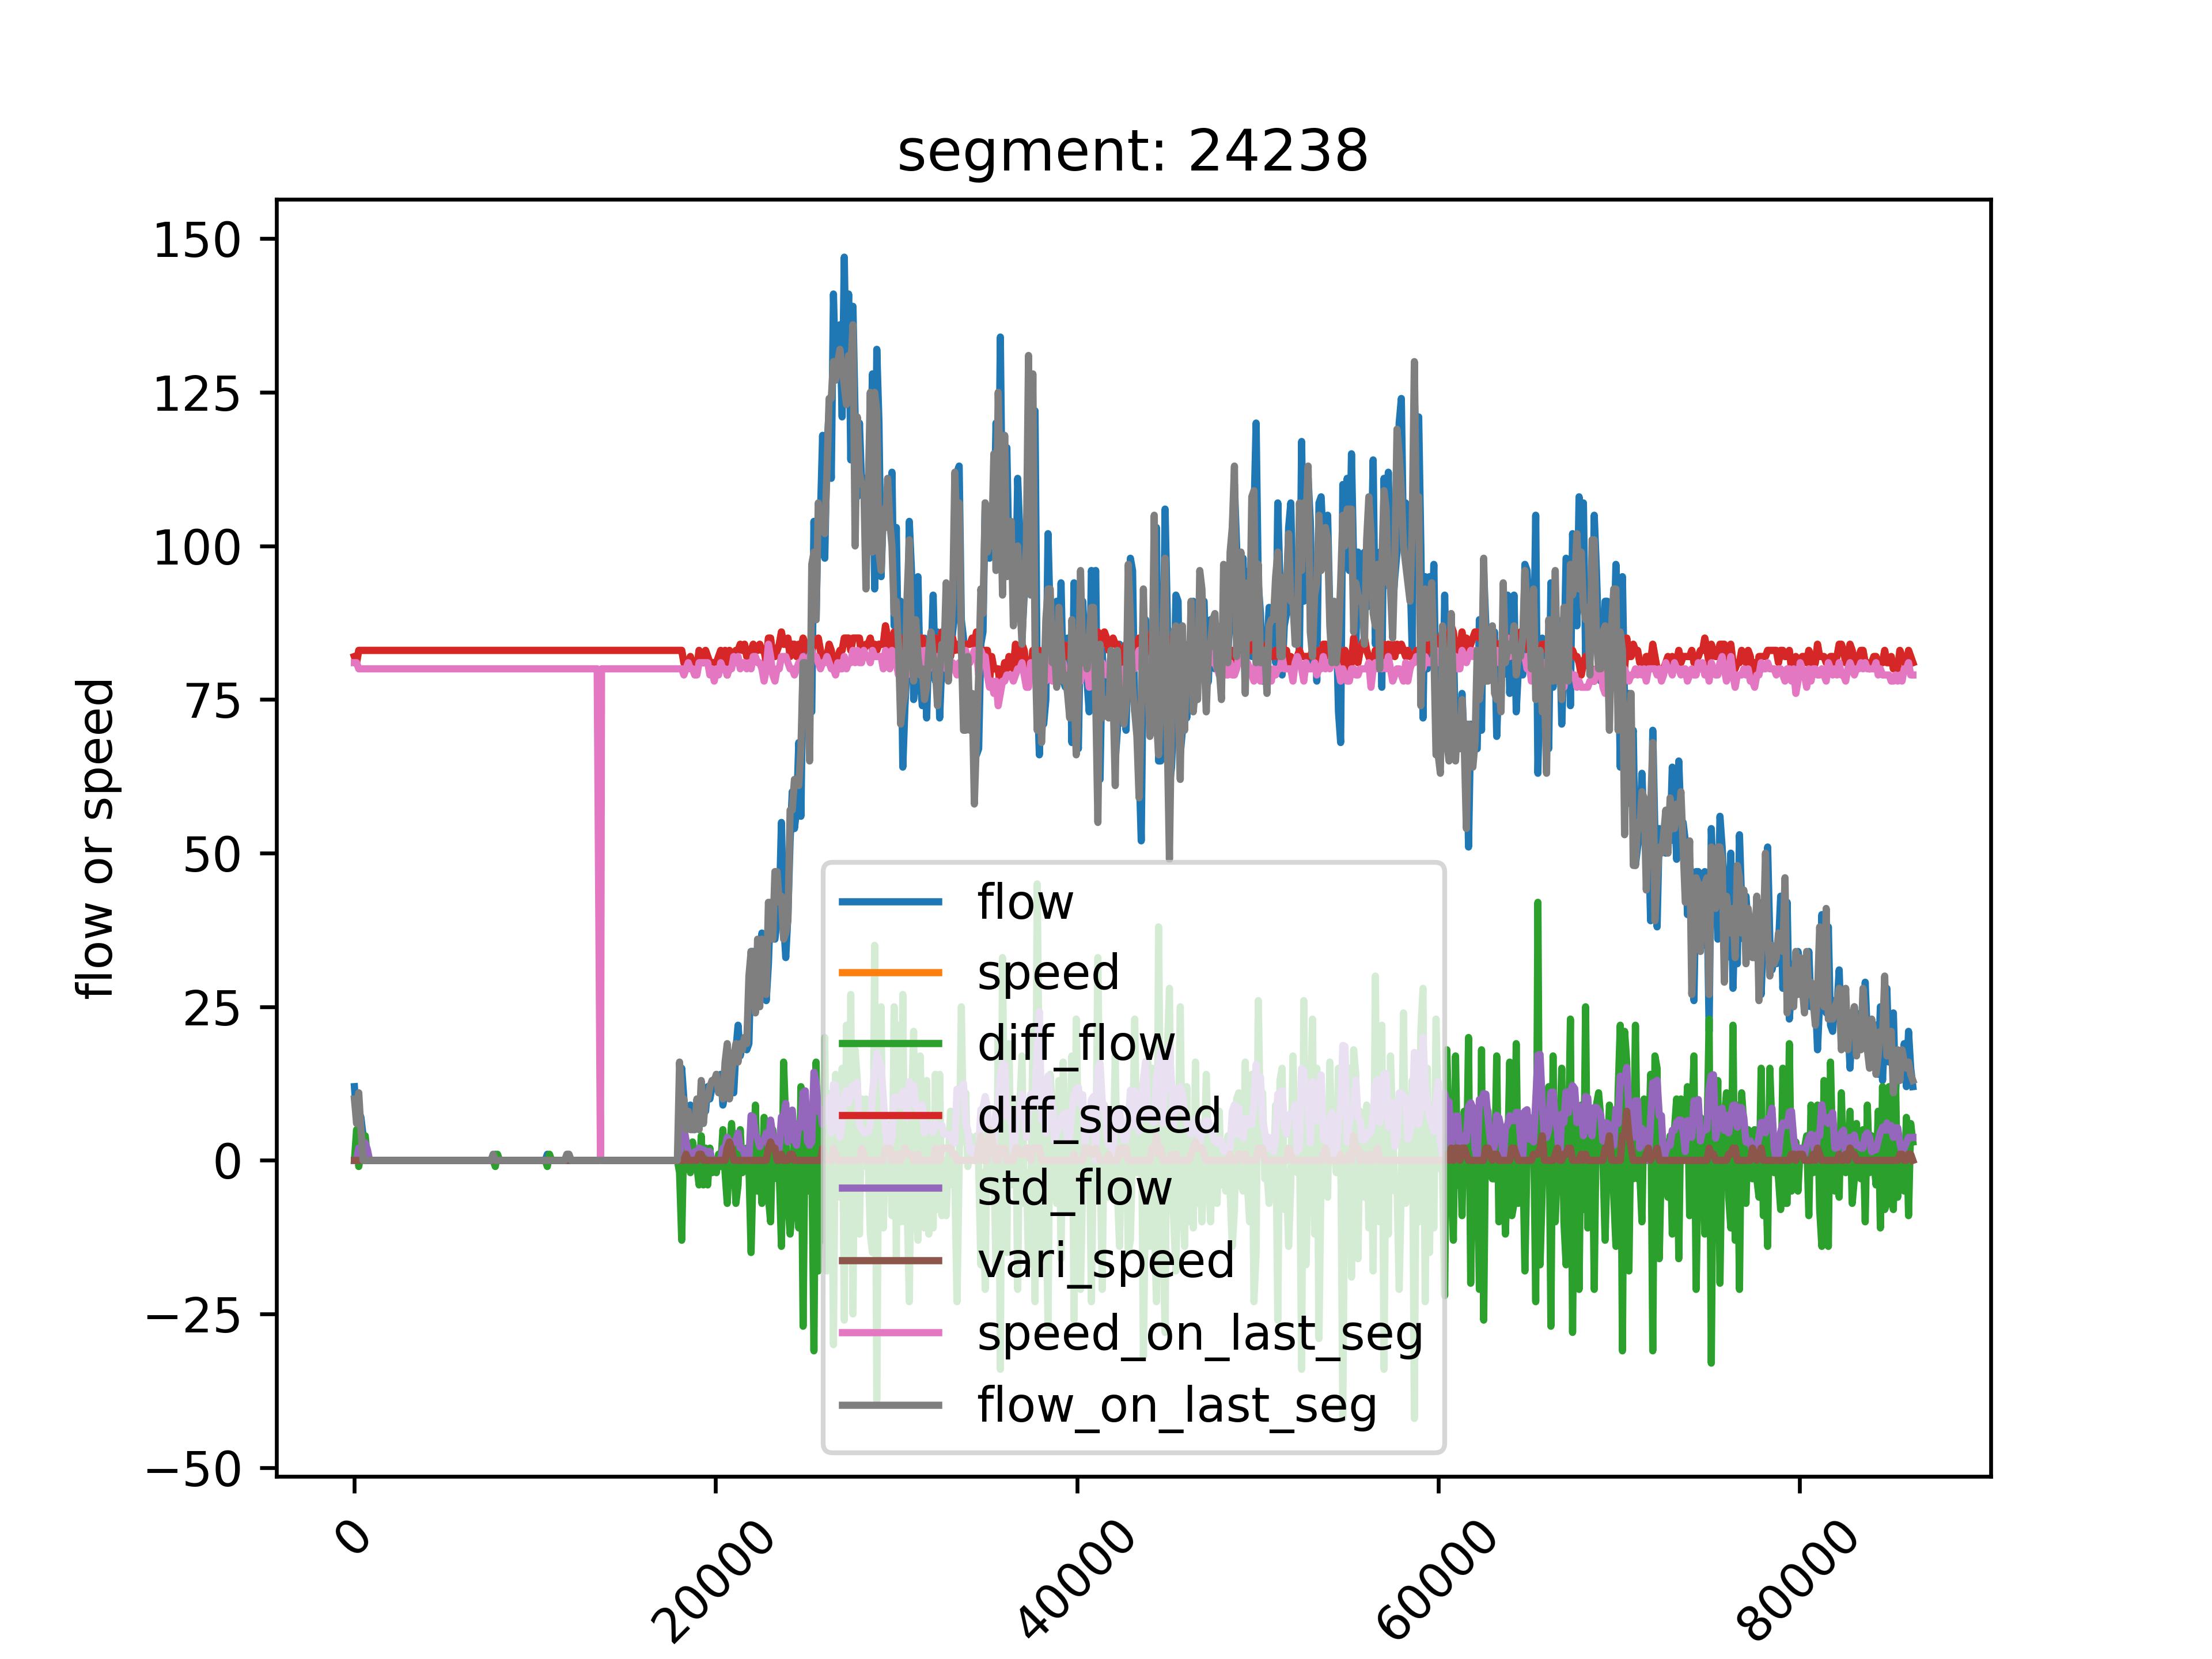 segment: 24238
150
125
100
75
50
25
0
−25
−50
flow or speed
flow
speed
diff_flow
diff_speed
std_flow
vari_speed
speed_on_last_seg
flow_on_last_seg
0
20000
40000
60000
80000